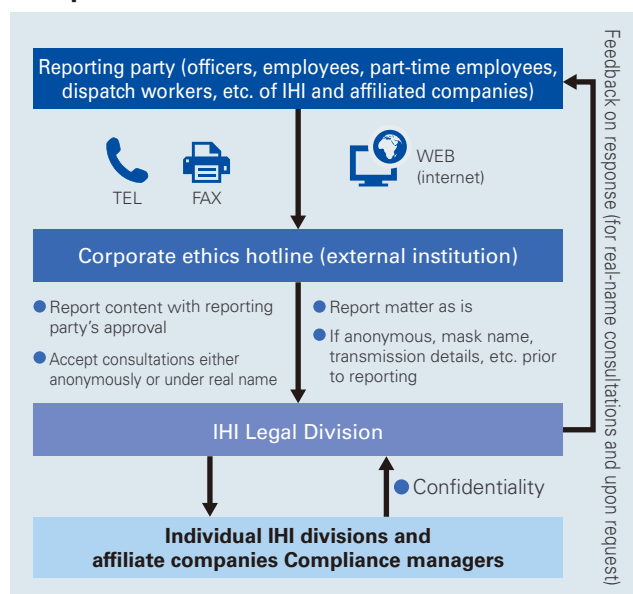 Reporting party (officers, employees, part-time employees,
dispatch workers, etc. of IHI and affiliated companies)
TEL
FAX
WEB
(internet)
Corporate ethics hotline (external institution)
Report content with reporting
party's approval
Accept consultations either
anonymously or under real name
Report matter as is
If anonymous, mask name,
transmission details, etc. prior
to reporting
IHI Legal Division
Confidentiality
Individual IHI divisions and
affiliate companies Compliance managers
Feedback on response (for real-name consultations and upon request)